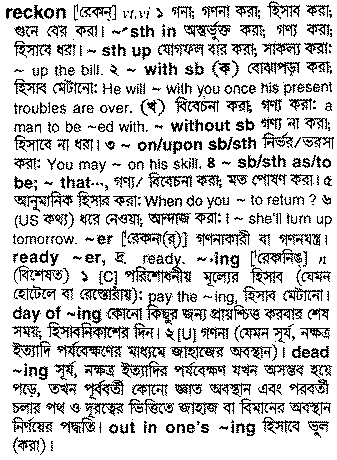 reckon ['রেকন্] vt,vi ১ গনা; গণনা করা; হিসাব করা;
গুনে বের করা। ~ sth in অন্তর্ভুক্ত করা; গণ্য করা;
হিসাবে ধরা। ~ sth up যোগফল বার করা; সাকল্য করা:
~ up the bill. ২ ~ with sb (ক) বোঝাপড়া করা;
হিসাব মেটানো: He will ~ with you once his present
troubles are over. (খ) বিবেচনা করা; গণ্য করা: a
man to be ~ed with. ~ without sb গণ্য না করা;
হিসাবে না ধরা। ৩ ~ on/upon sb/sth নির্ভর/ভরসা
করা: You may ~ on his skill. ৪ ~ sb/sth as/to
be; ~ that..., গণ্য/ বিবেচনা করা; মত পোষণ করা। ৫
আনুমানিক হিসাব করা: When do you ~ to return ? ৬
(US কথ্য) ধরে নেওয়া; আন্দাজ করা: । ~ she'll turn up
tomorrow. ~er ['রেকনা(র্)] গণনাকারী বা গণনযন্ত্র।
ready ~er, দ্র. ready. ~·ing ['রেকনিঙ্] n
(বিশেষত) ১ [C] পরিশোধনীয় মূল্যের হিসাব (যেমন
হোটেলে বা রেস্তোরাঁয়): pay the ~ing, হিসাব মেটানো।
day of ~ing কোনো কিছুর জন্য প্রায়শ্চিত্ত করবার শেষ
সময়; হিসাবনিকাশের দিন। ২ [U] গণনা (যেমন সূর্য, নক্ষত্র
ইত্যাদি পর্যবেক্ষণের মাধ্যমে জাহাজের অবস্থান)। dead
~ing সূর্য, নক্ষত্র ইত্যাদির পর্যবেক্ষণ যখন অসম্ভব হয়ে
পড়ে, তখন পূর্ববর্তী কোনো জ্ঞাত অবস্থান এবং পরবর্তী
চলার পথ ও দূরত্বের ভিত্তিতে জাহাজ বা বিমানের অবস্থান
নির্ণয়ের পদ্ধতি। out in one's ~ing হিসাবে ভুল
(করা)।